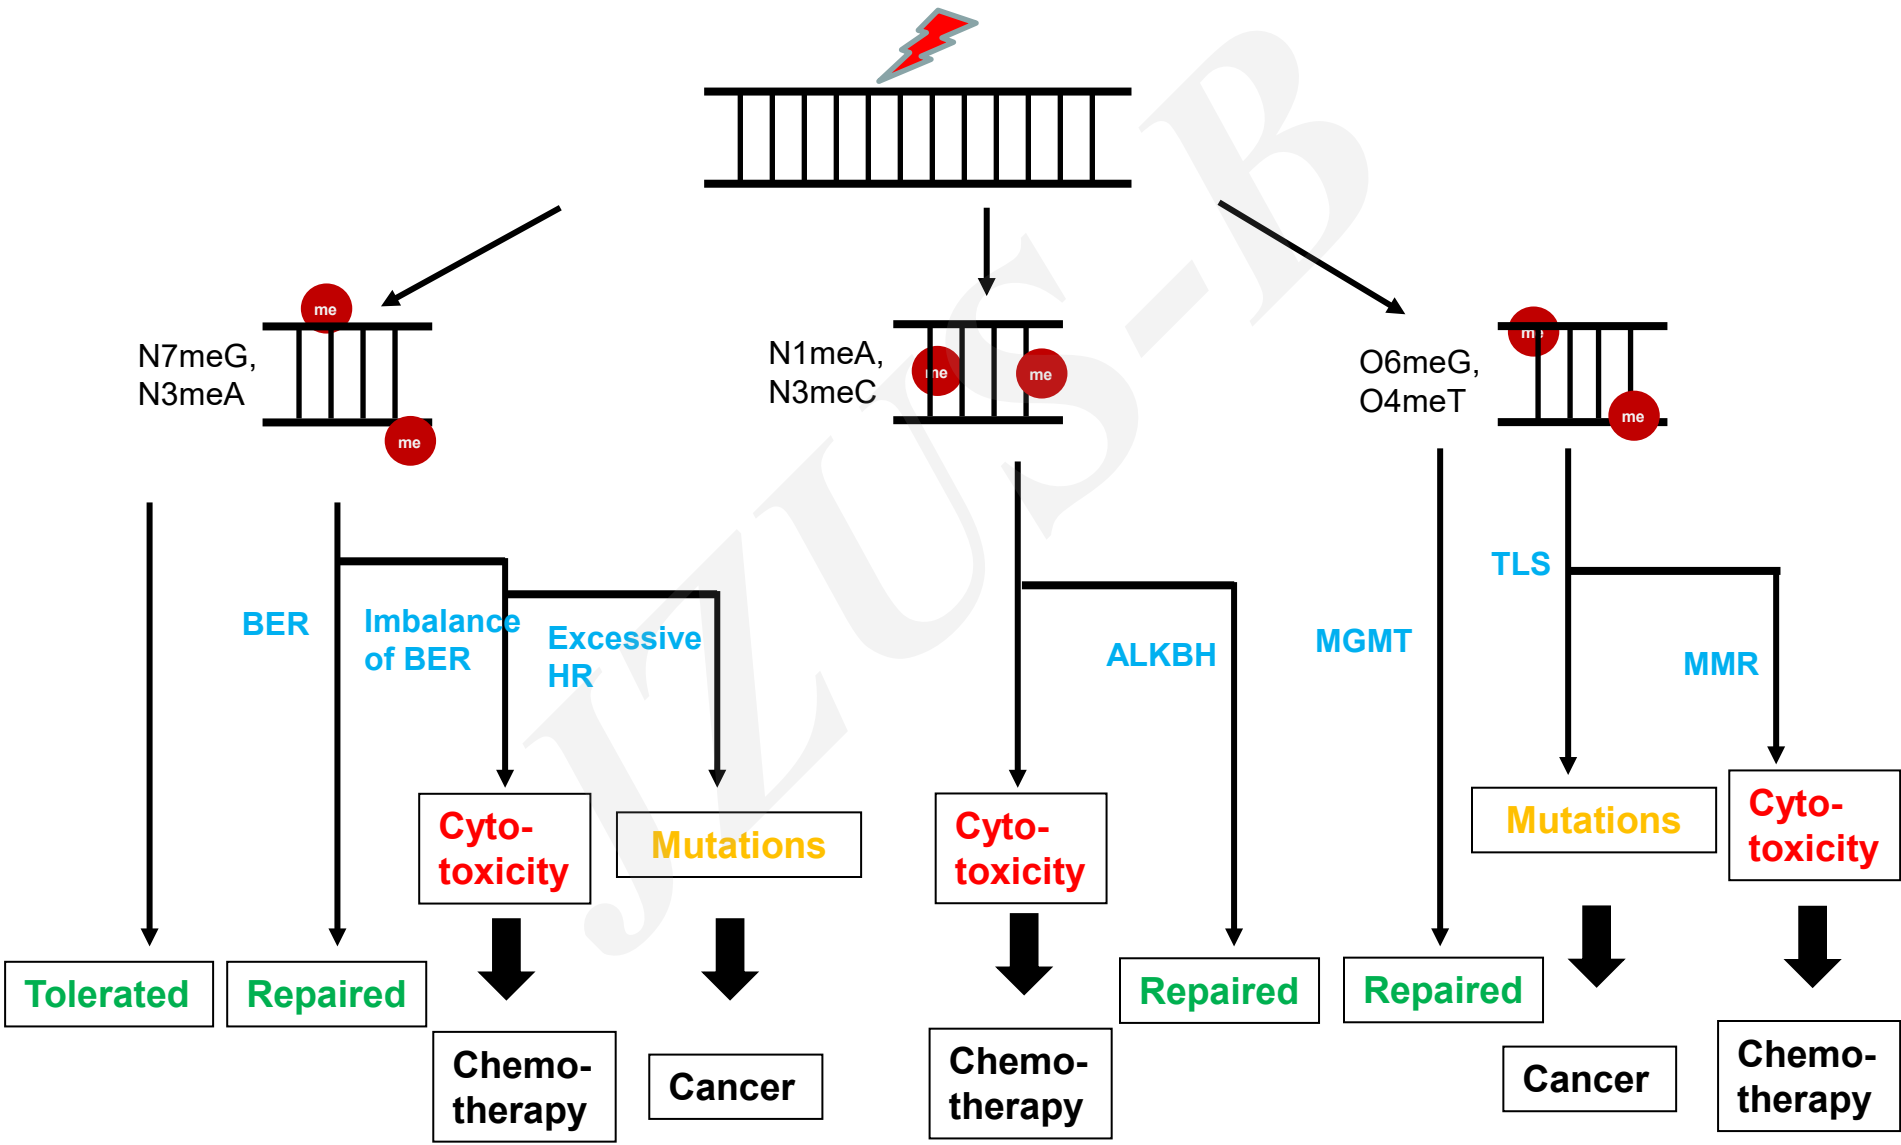 me
N7meG,
N3meA
me
N1meA,
N3meC
me
me
O6meG,
O4meT
me
me
BER
Imbalance
of BER
Excessive
HR
ALKBH
MGMT
TLS
MMR
Tolerated
Repaired
Cyto-
toxicity
Mutations
Cyto-
toxicity
Repaired
Repaired
Mutations
Cyto-
toxicity
Chemo-
therapy
Cancer
Chemo-
therapy
Cancer
Chemo-
therapy
JZUS-B